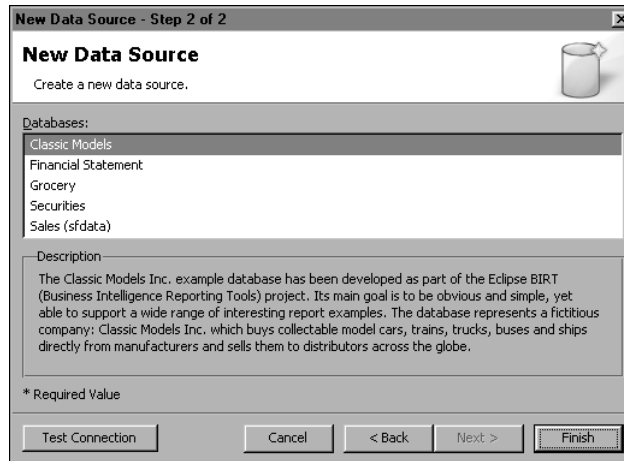 New Data Source - Step 2 of 2
New Data Source
Create a new data source.
Databases:
Classic Models
Financial Statement
Grocery
Securities
Sales (sfdata)
Description
The Classic Models Inc. example database has been developed as part of the Eclipse BIRT
(Business Intelligence Reporting Tools) project. Its main goal is to be obvious and simple, yet
able to support a wide range of interesting report examples. The database represents a fictitious
company: Classic Models Inc. which buys collectable model cars, trains, trucks, buses and ships
directly from manufacturers and sells them to distributors across the globe.
* Required Value
Test Connection
Cancel
< Back
Next >
Finish